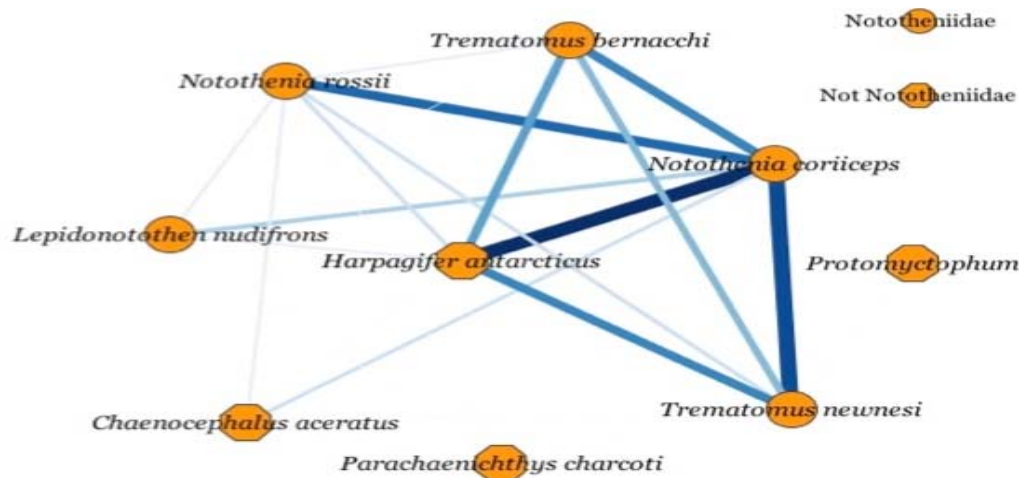 Nototheniidae
Trematomus bernacchi
Notothenia rossii
Not Nototheniidae
Notothenia coriiceps
Lepidonotothen nudifrons
Harpagifer antarcticus
Protomyctophum
Trematomus newnesi
Chaenocephalus aceratus
Parachaenichthys charcoti